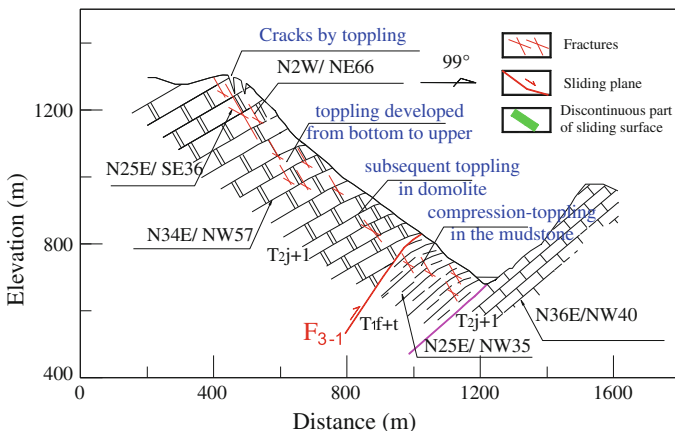 Cracks by toppling
N2W/ NE66
99°
Fractures
Sliding plane
Discontinuous part
of sliding surface
toppling developed
from bottom to upper
N25E/ SE36
subsequent toppling
in domolite
N34E/ NW57
compression-toppling
in the mudstone
T2j+1
T1f+t
T2j+1
F3-1
N25E/ NW35
N36E/NW40
Elevation (m)
1200
800
400
0
400
800
1200
1600
Distance (m)